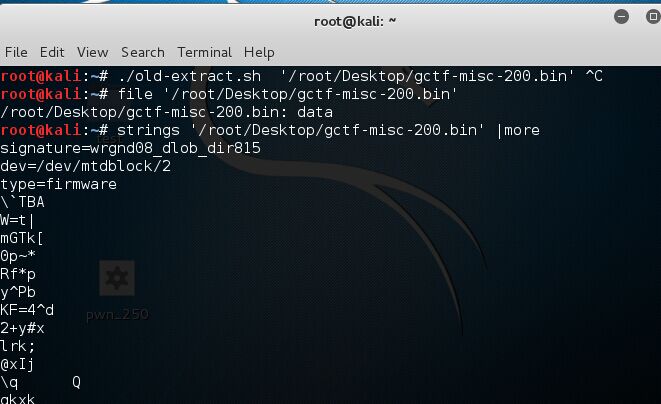 root@kali: ~
File Edit View Search Terminal Help
root@kali:~# ./old-extract.sh '/root/Desktop/gctf-misc-200.bin' ^C
root@kali:~# file '/root/Desktop/gctf-misc-200.bin'
/root/Desktop/gctf-misc-200.bin: data
root@kali:~# strings '/root/Desktop/gctf-misc-200.bin' |more
signature=wrgnd08_dlob_dir815
dev=/dev/mtdblock/2
type=firmware
\`TBA
W=t|
mGTk[
0p~*
Rf*p
y^Pb
KF=4^d
2+y#x
lrk;
@xIj
\q Q
gkxk
pwn_250